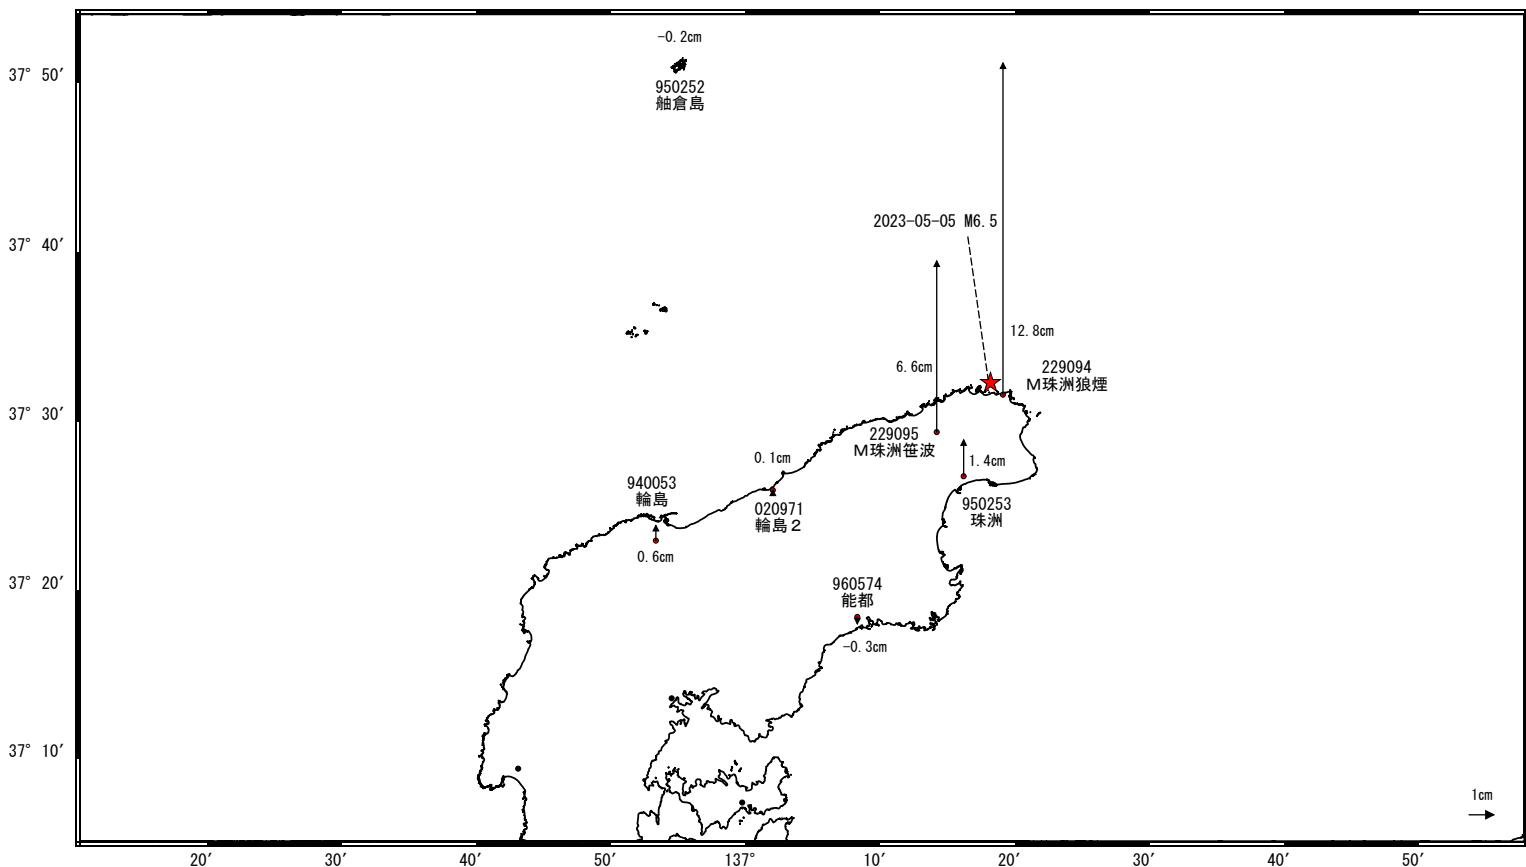 -0.2cm
37° 50′
950252
舳倉島
2023-05-05 M6.5
37° 40′
12.8cm
6.6cm
229094
M珠洲狼煙
37° 30′
229095
M珠洲笹波
0.1cm
1.4cm
940053
輪島
020971
輪島２
950253
珠洲
0.6cm
37° 20′
960574
能都
-0.3cm
37° 10′
1cm
20′ 30′ 40′ 50′ 137° 10′ 20′ 30′ 40′ 50′